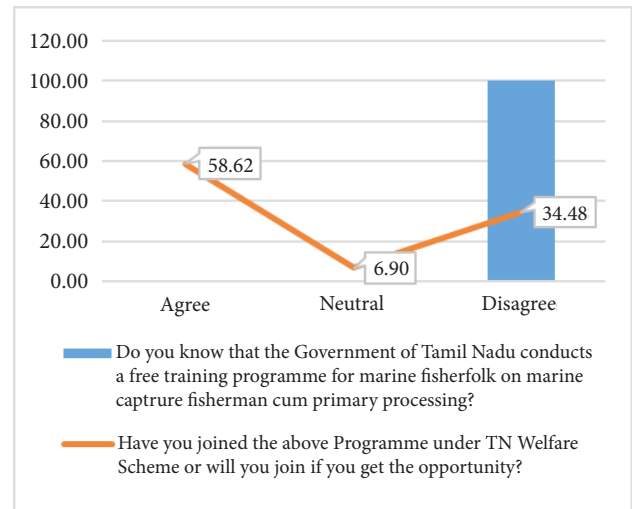 120.00
100.00
80.00
60.00
40.00
20.00
0.00
58.62
6.90
34.48
Agree Neutral Disagree
Do you know that the Government of Tamil Nadu conducts
a free training programme for marine fisherfolk on marine
captrure fisherman cum primary processing?
Have you joined the above Programme under TN Welfare
Scheme or will you join if you get the opportunity?